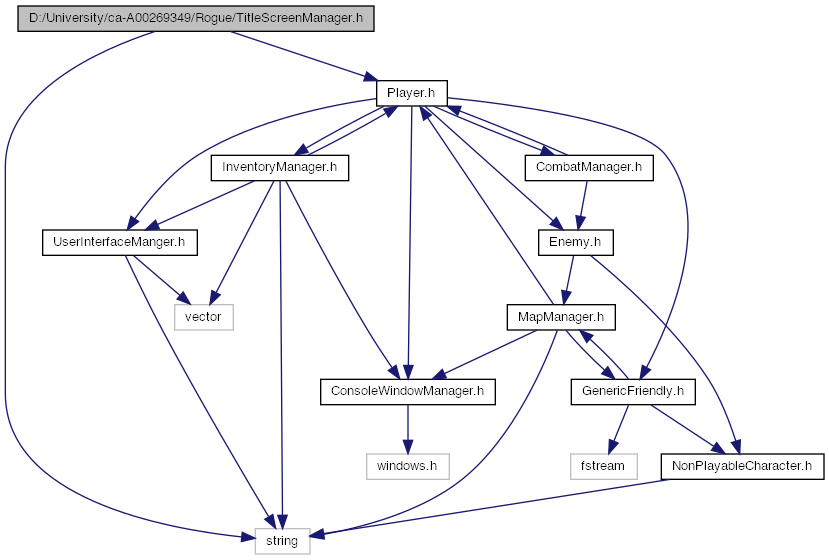 D:/University/ca-A00269349/Rogue/TitleScreenManager.h
Player.h
InventoryManager.h
CombatManager.h
UserInterfaceManger.h
Enemy.h
vector
MapManager.h
ConsoleWindowManager.h
GenericFriendly.h
windows.h
fstream
NonPlayableCharacter.h
string